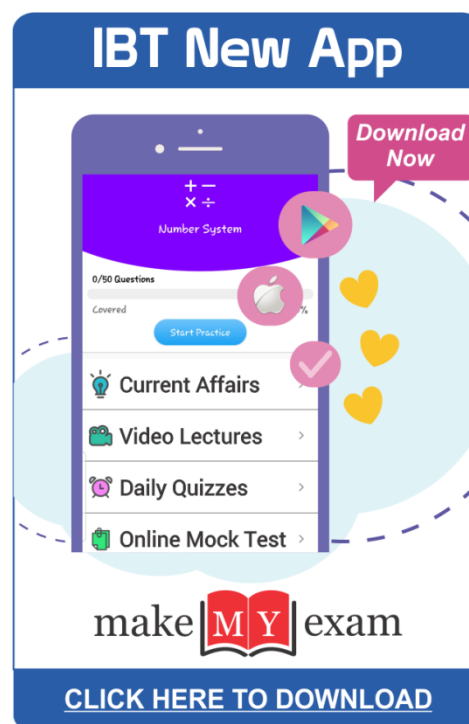 IBT New App
Download
Now
Number System
0/50 Questions
Covered
%
Start Practice
Current Affairs
Video Lectures
Daily Quizzes
Online Mock Test
make MY exam
CLICK HERE TO DOWNLOAD